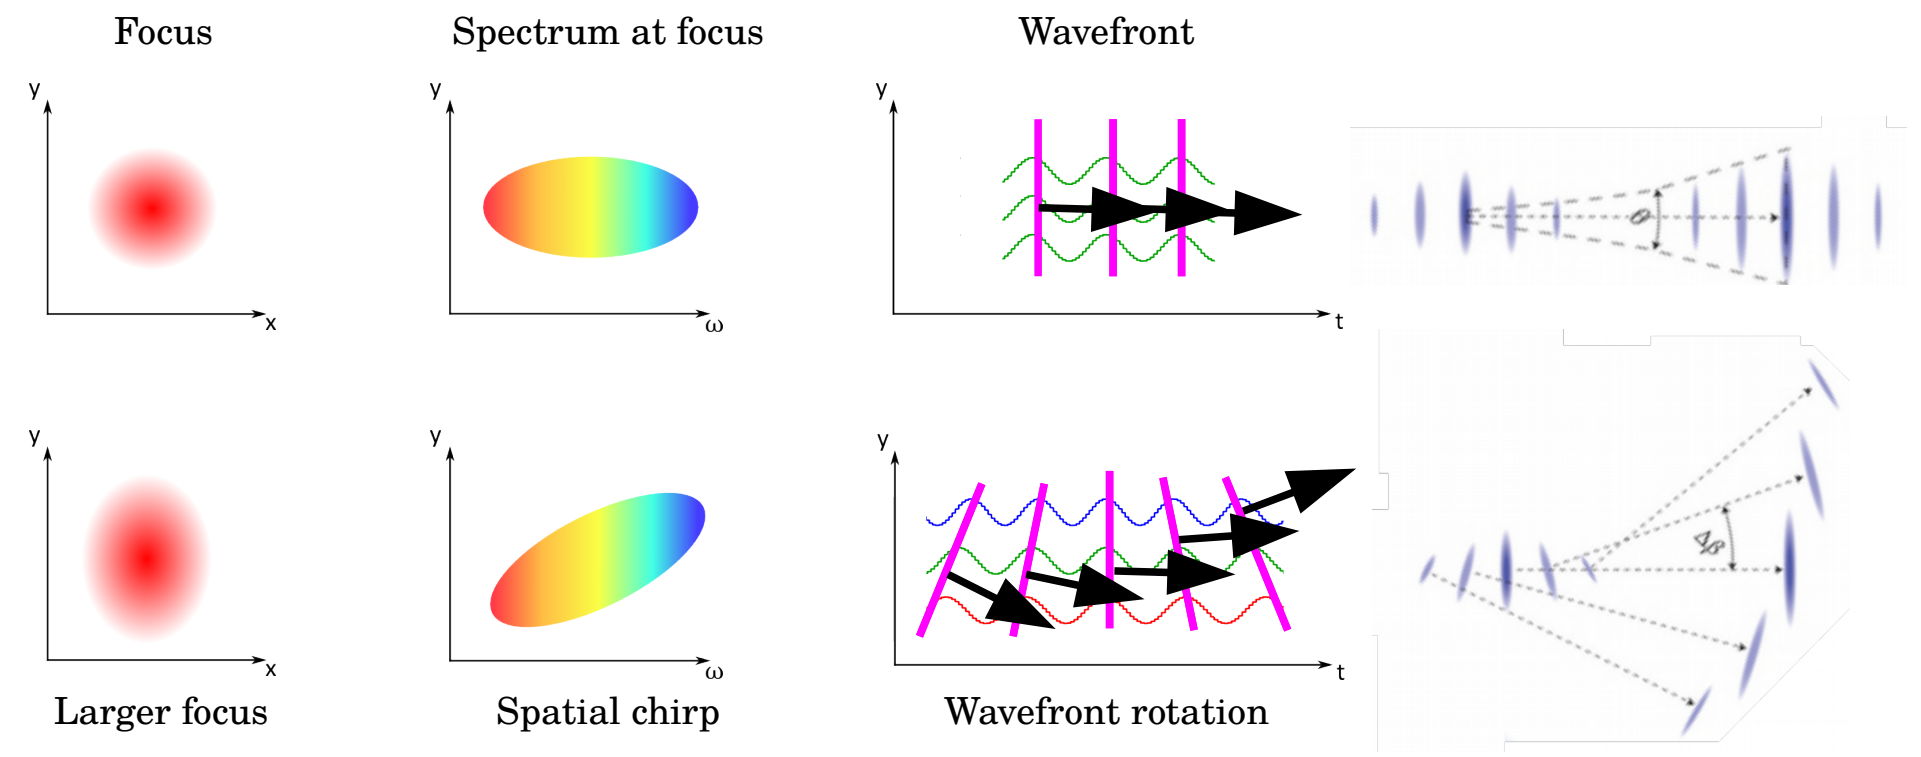 Focus
Spectrum at focus
Wavefront
y
x
y
ω
y
t
θ
y
x
y
ω
y
t
Δβ
Larger focus
Spatial chirp
Wavefront rotation